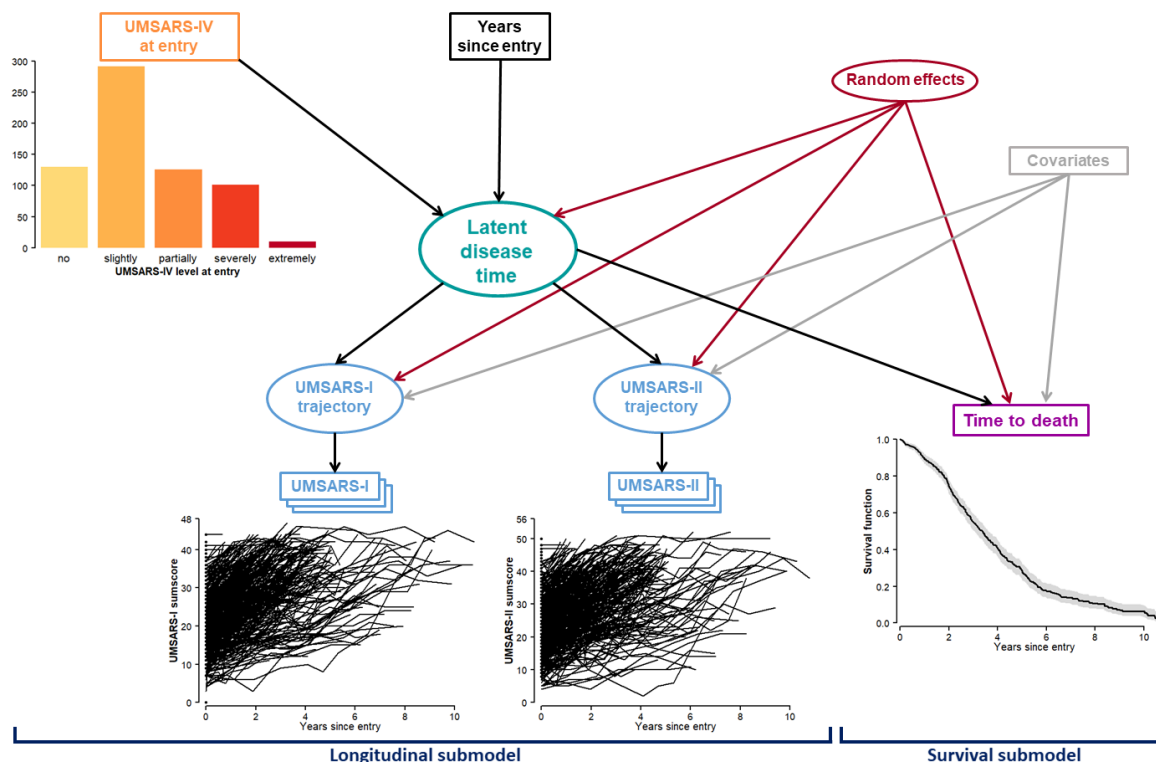 UMSARS-IV
at entry
Years
since entry
Random effects
Covariates
300
250
200
150
100
50
0
no
slightly
partially
severely
extremely
UMSARS-IV level at entry
Latent
disease
time
UMSARS-I
trajectory
UMSARS-II
trajectory
Time to death
UMSARS-I
UMSARS-II
48
40
30
20
10
0
UMSARS-I sumscore
0
2
4
6
8
10
Years since entry
56
50
40
30
20
10
0
UMSARS-II sumscore
0
2
4
6
8
10
Years since entry
1.0
0.8
0.6
0.4
0.2
0.0
Survival function
0
2
4
6
8
10
Years since entry
Longitudinal submodel
Survival submodel